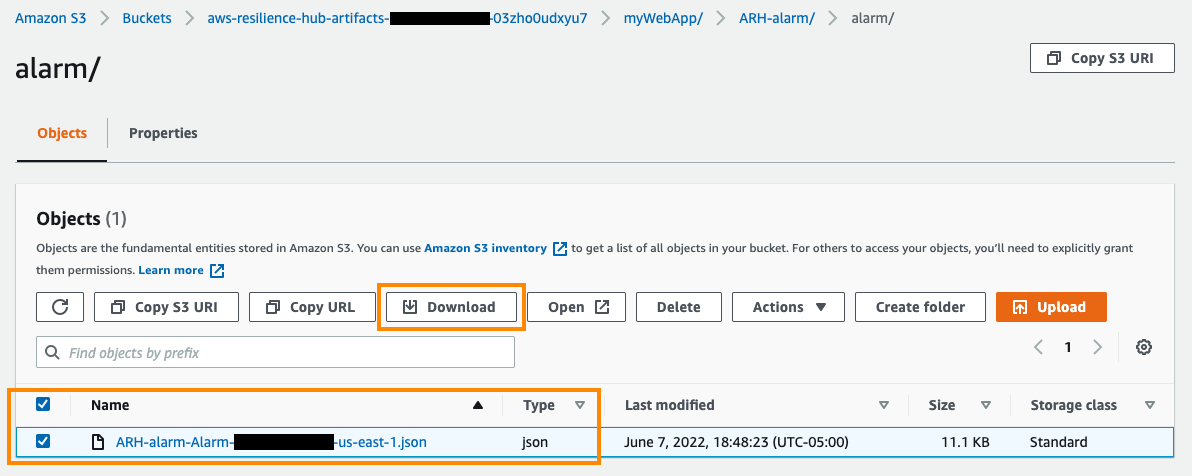 Amazon S3 > Buckets > aws-resilience-hub-artifacts- -03zho0udxyu7 > myWebApp/ > ARH-alarm/ > alarm/
alarm/
Copy S3 URI
Objects Properties
Objects (1)
Objects are the fundamental entities stored in Amazon S3. You can use Amazon S3 inventory to get a list of all objects in your bucket. For others to access your objects, you'll need to explicitly grant
them permissions. Learn more
Copy S3 URI Copy URL Download Open Delete Actions Create folder Upload
Find objects by prefix
< 1 >
Name Type Last modified Size Storage class
ARH-alarm-Alarm- -us-east-1.json json June 7, 2022, 18:48:23 (UTC-05:00) 11.1 KB Standard